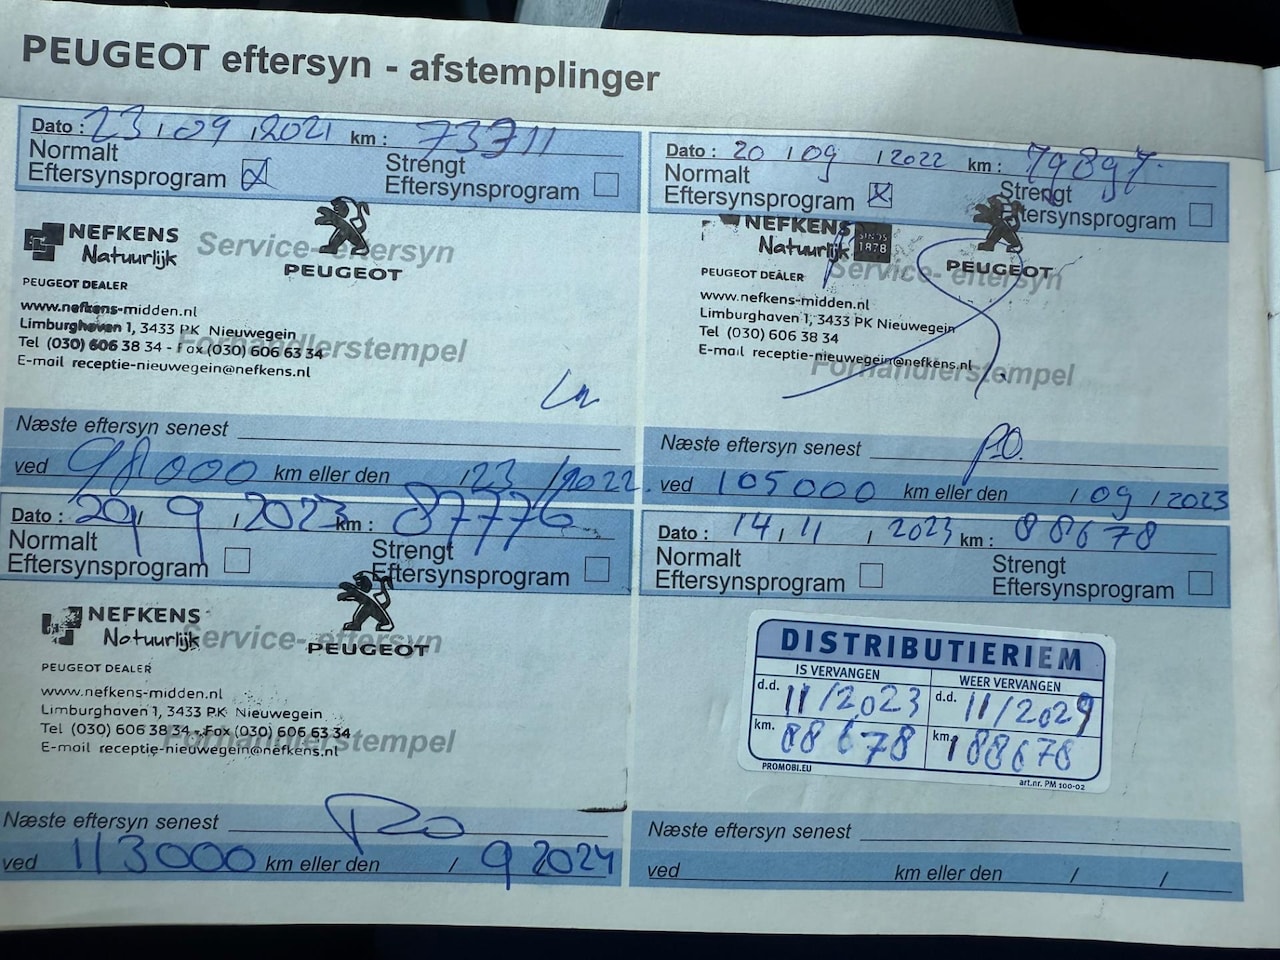 PEUGEOT eftersyn - afstemplinger
Dato : 23 / 09 / 2021 km : 73711
Normalt
Eftersynsprogram
Strengt
Eftersynsprogram
NEFKENS
Natuurlijk
Service-eftersyn
PEUGEOT
PEUGEOT DEALER
www.nefkens-midden.nl
Limburghaven 1, 3433 PK Nieuwegein
Tel (030) 606 38 34 - Fax (030) 606 63 34
Forhandlerstempel
E-mail receptie-nieuwegein@nefkens.nl
Næste eftersyn senest
ved 98000 km eller den / 23 / 2022
Dato : 20 / 09 / 2022 km : 79897
Normalt
Eftersynsprogram
Strengt
Eftersynsprogram
NEFKENS
Natuurlijk
SINDS
1878
Service-eftersyn
PEUGEOT
PEUGEOT DEALER
www.nefkens-midden.nl
Limburghaven 1, 3433 PK Nieuwegein
Tel (030) 606 38 34
E-mail receptie-nieuwegein@nefkens.nl
Forhandlerstempel
Næste eftersyn senest
ved 105000 km eller den / 09 / 2023
Dato : / 9 / 2023 km : 87776
Normalt
Eftersynsprogram
Strengt
Eftersynsprogram
NEFKENS
Natuurlijk
Service-eftersyn
PEUGEOT
PEUGEOT DEALER
www.nefkens-midden.nl
Limburghaven 1, 3433 PK Nieuwegein
Tel (030) 606 38 34 - Fax (030) 606 63 34
Forhandlerstempel
E-mail receptie-nieuwegein@nefkens.nl
Næste eftersyn senest
ved 113000 km eller den / 9 2024
Dato : 14 / 11 / 2023 km : 88678
Normalt
Eftersynsprogram
Strengt
Eftersynsprogram
DISTRIBUTIERIEM
IS VERVANGEN WEER VERVANGEN
d.d. 11/2023 d.d. 11/2029
km. 88678 km. 188678
PROMOBI.EU art.nr. PM 100-02
Næste eftersyn senest
ved km eller den / /